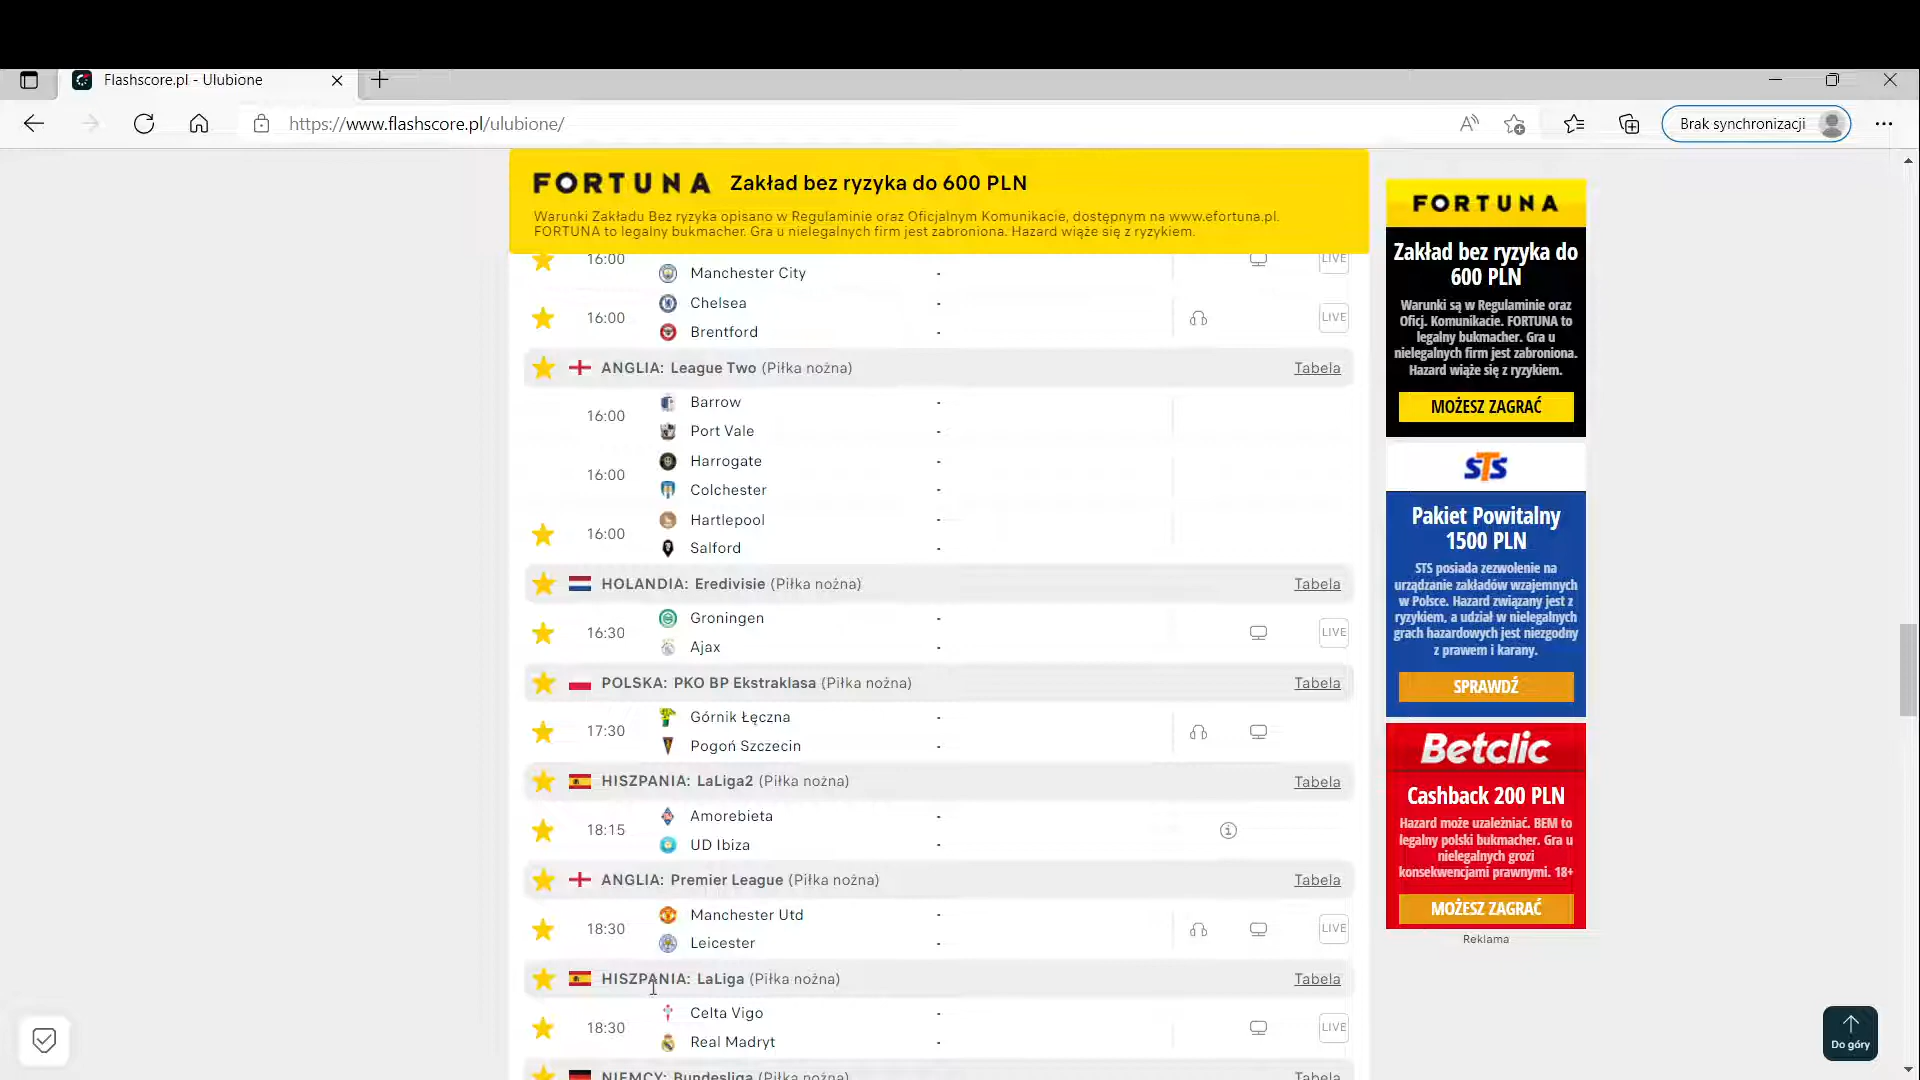 Flashscore.pl - Ulubione
https://www.flashscore.pl/ulubione/
Brak synchronizacji
FORTUNA Zakład bez ryzyka do 600 PLN
Warunki Zakładu Bez ryzyka opisano w Regulaminie oraz Oficjalnym Komunikacie, dostępnym na www.efortuna.pl.
FORTUNA to legalny bukmacher. Gra u nielegalnych firm jest zabroniona. Hazard wiąże się z ryzykiem.
16:00
Manchester City -
LIVE
16:00
Chelsea -
Brentford -
LIVE
ANGLIA: League Two (Piłka nożna) Tabela
16:00
Barrow -
Port Vale -
16:00
Harrogate -
Colchester -
16:00
Hartlepool -
Salford -
HOLANDIA: Eredivisie (Piłka nożna) Tabela
16:30
Groningen -
Ajax -
LIVE
POLSKA: PKO BP Ekstraklasa (Piłka nożna) Tabela
17:30
Górnik Łęczna -
Pogoń Szczecin -
HISZPANIA: LaLiga2 (Piłka nożna) Tabela
18:15
Amorebieta -
UD Ibiza -
ANGLIA: Premier League (Piłka nożna) Tabela
18:30
Manchester Utd -
Leicester -
LIVE
HISZPANIA: LaLiga (Piłka nożna) Tabela
18:30
Celta Vigo -
Real Madryt -
LIVE
NIEMCY: Bundesliga (Piłka nożna) Tabela
FORTUNA
Zakład bez ryzyka do
600 PLN
Warunki są w Regulaminie oraz
Oficj. Komunikacie. FORTUNA to
legalny bukmacher. Gra u
nielegalnych firm jest zabroniona.
Hazard wiąże się z ryzykiem.
MOŻESZ ZAGRAĆ
STS
Pakiet Powitalny
1500 PLN
STS posiada zezwolenie na
urządzanie zakładów wzajemnych
w Polsce. Hazard związany jest z
ryzykiem, a udział w nielegalnych
grach hazardowych jest niezgodny
z prawem i karany.
SPRAWDŹ
Betclic
Cashback 200 PLN
Hazard może uzależniać. BEM to
legalny polski bukmacher. Gra u
nielegalnych grozi
konsekwencjami prawnymi. 18+
MOŻESZ ZAGRAĆ
Reklama
Do góry